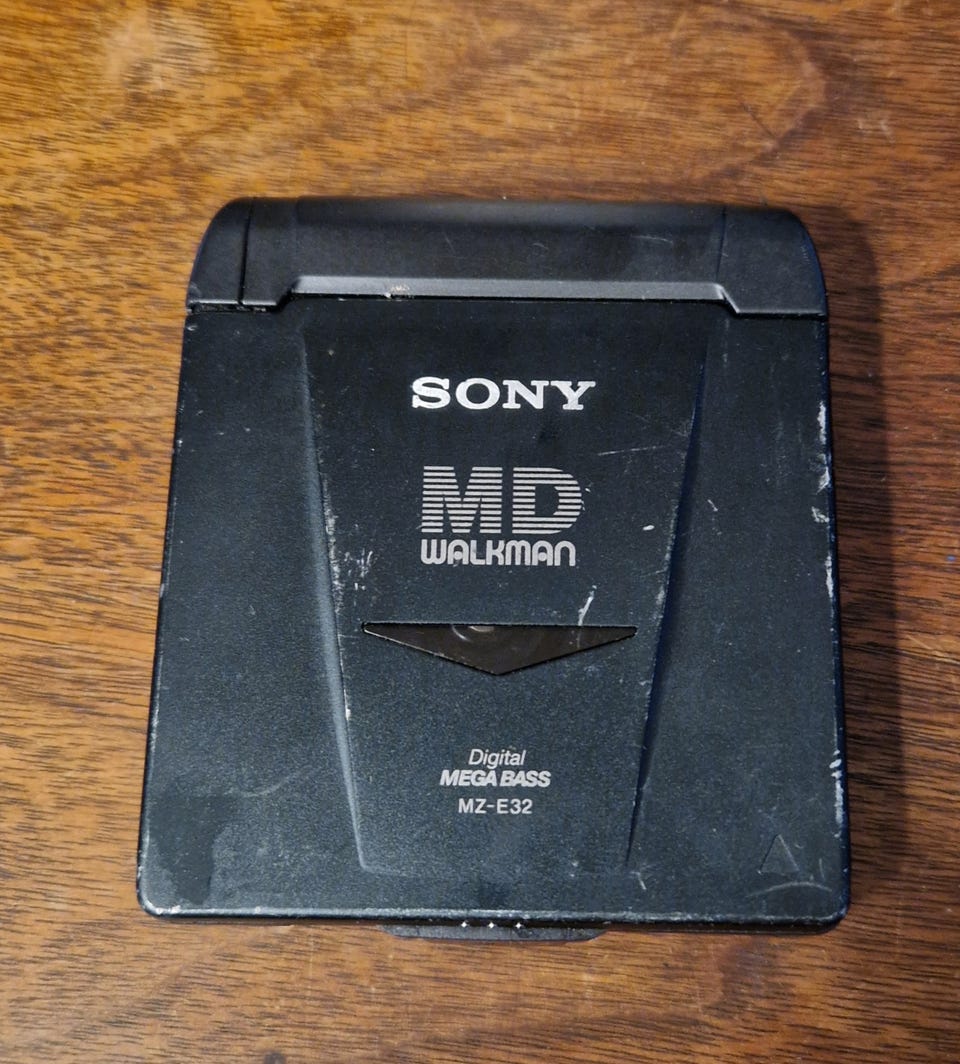 SONY
MD
WALKMAN
Digital
MEGA BASS
MZ-E32